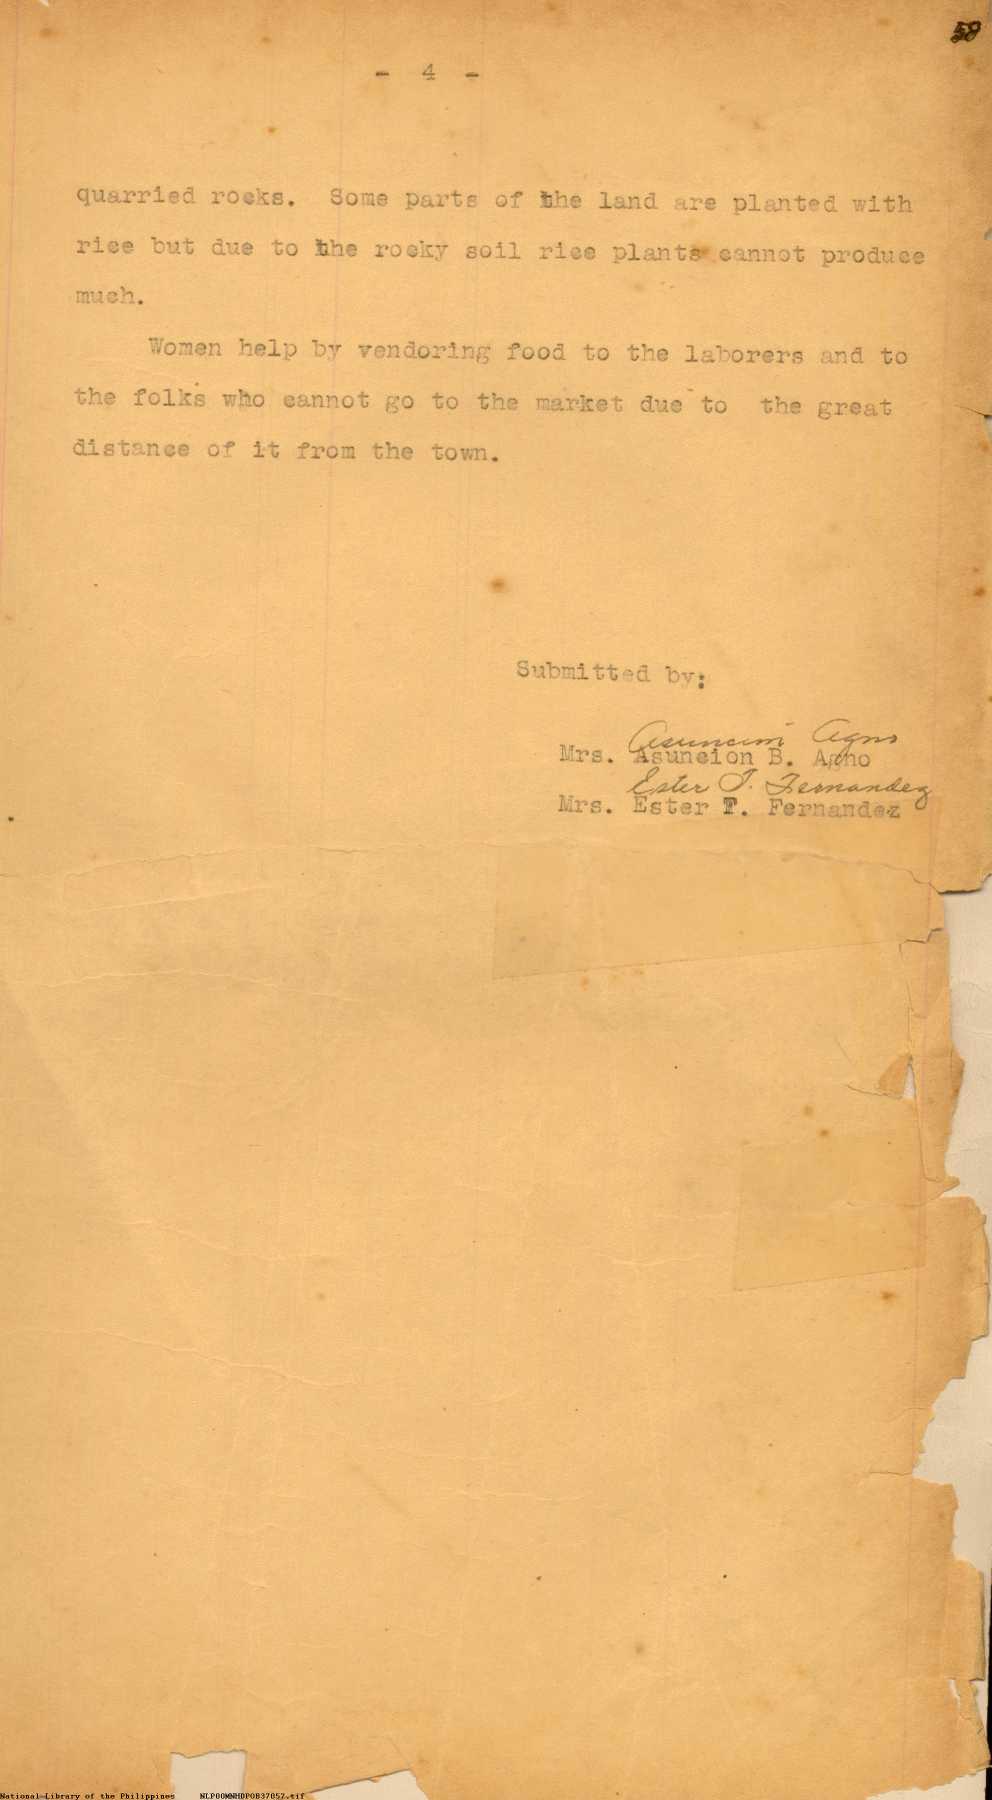 58
- 4 -
quarried rocks. Some parts of the land are planted with
rice but due to the rocky soil rice plants cannot produce
much.
Women help by vendoring food to the laborers and to
the folks who cannot go to the market due to the great
distance of it from the town.
Submitted by:
Asuncion Agno
Mrs. Asuncion B. Agno
Ester T. Fernandez
Mrs. Ester T. Fernandez
National Library of the Philippines NLP00MNHDP0B37057.tif